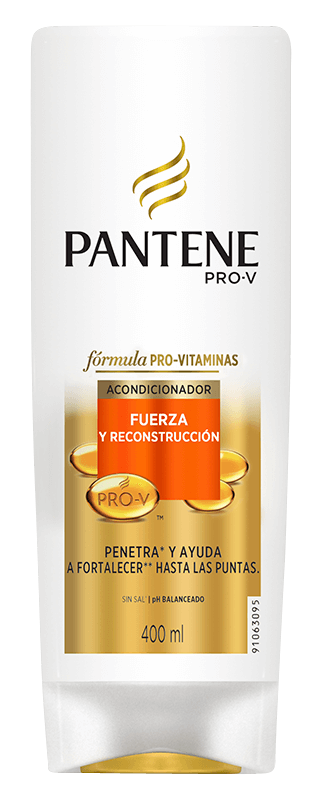 PANTENE
PRO-V
fórmula PRO-VITAMINAS
ACONDICIONADOR
FUERZA
Y RECONSTRUCCIÓN
PRO-V
™
PENETRA* Y AYUDA
A FORTALECER** HASTA LAS PUNTAS.
SIN SAL† | pH BALANCEADO
400 ml
91063095